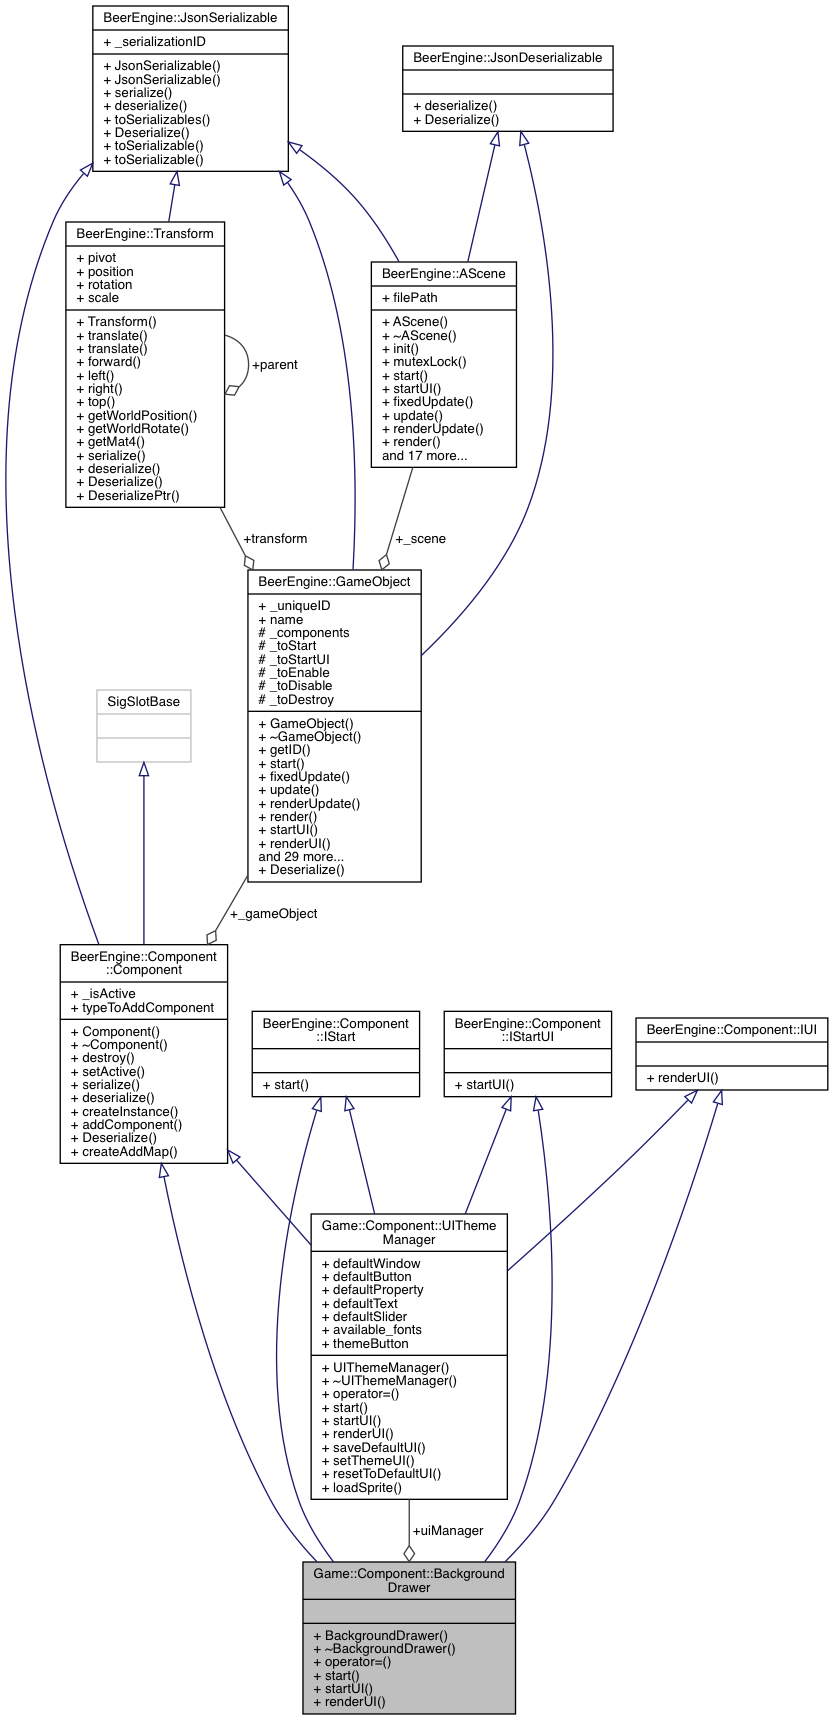 BeerEngine::JsonSerializable
+ _serializationID
+ JsonSerializable()
+ JsonSerializable()
+ serialize()
+ deserialize()
+ toSerializables()
+ Deserialize()
+ toSerializable()
+ toSerializable()
BeerEngine::JsonDeserializable
+ deserialize()
+ Deserialize()
BeerEngine::Transform
+ pivot
+ position
+ rotation
+ scale
+ Transform()
+ translate()
+ translate()
+ forward()
+ left()
+ right()
+ top()
+ getWorldPosition()
+ getWorldRotate()
+ getMat4()
+ serialize()
+ deserialize()
+ Deserialize()
+ DeserializePtr()
+parent
BeerEngine::AScene
+ filePath
+ AScene()
+ ~AScene()
+ init()
+ mutexLock()
+ start()
+ startUI()
+ fixedUpdate()
+ update()
+ renderUpdate()
+ render()
and 17 more...
+transform
+_scene
BeerEngine::GameObject
+ _uniqueID
+ name
# _components
# _toStart
# _toStartUI
# _toEnable
# _toDisable
# _toDestroy
+ GameObject()
+ ~GameObject()
+ getID()
+ start()
+ fixedUpdate()
+ update()
+ renderUpdate()
+ render()
+ startUI()
+ renderUI()
and 29 more...
+ Deserialize()
SigSlotBase
+_gameObject
BeerEngine::Component
::Component
+ _isActive
+ typeToAddComponent
+ Component()
+ ~Component()
+ destroy()
+ setActive()
+ serialize()
+ deserialize()
+ createInstance()
+ addComponent()
+ Deserialize()
+ createAddMap()
BeerEngine::Component
::IStart
+ start()
BeerEngine::Component
::IStartUI
+ startUI()
BeerEngine::Component::IUI
+ renderUI()
Game::Component::UITheme
Manager
+ defaultWindow
+ defaultButton
+ defaultProperty
+ defaultText
+ defaultSlider
+ available_fonts
+ themeButton
+ UIThemeManager()
+ ~UIThemeManager()
+ operator=()
+ start()
+ startUI()
+ renderUI()
+ saveDefaultUI()
+ setThemeUI()
+ resetToDefaultUI()
+ loadSprite()
+uiManager
Game::Component::Background
Drawer
+ BackgroundDrawer()
+ ~BackgroundDrawer()
+ operator=()
+ start()
+ startUI()
+ renderUI()